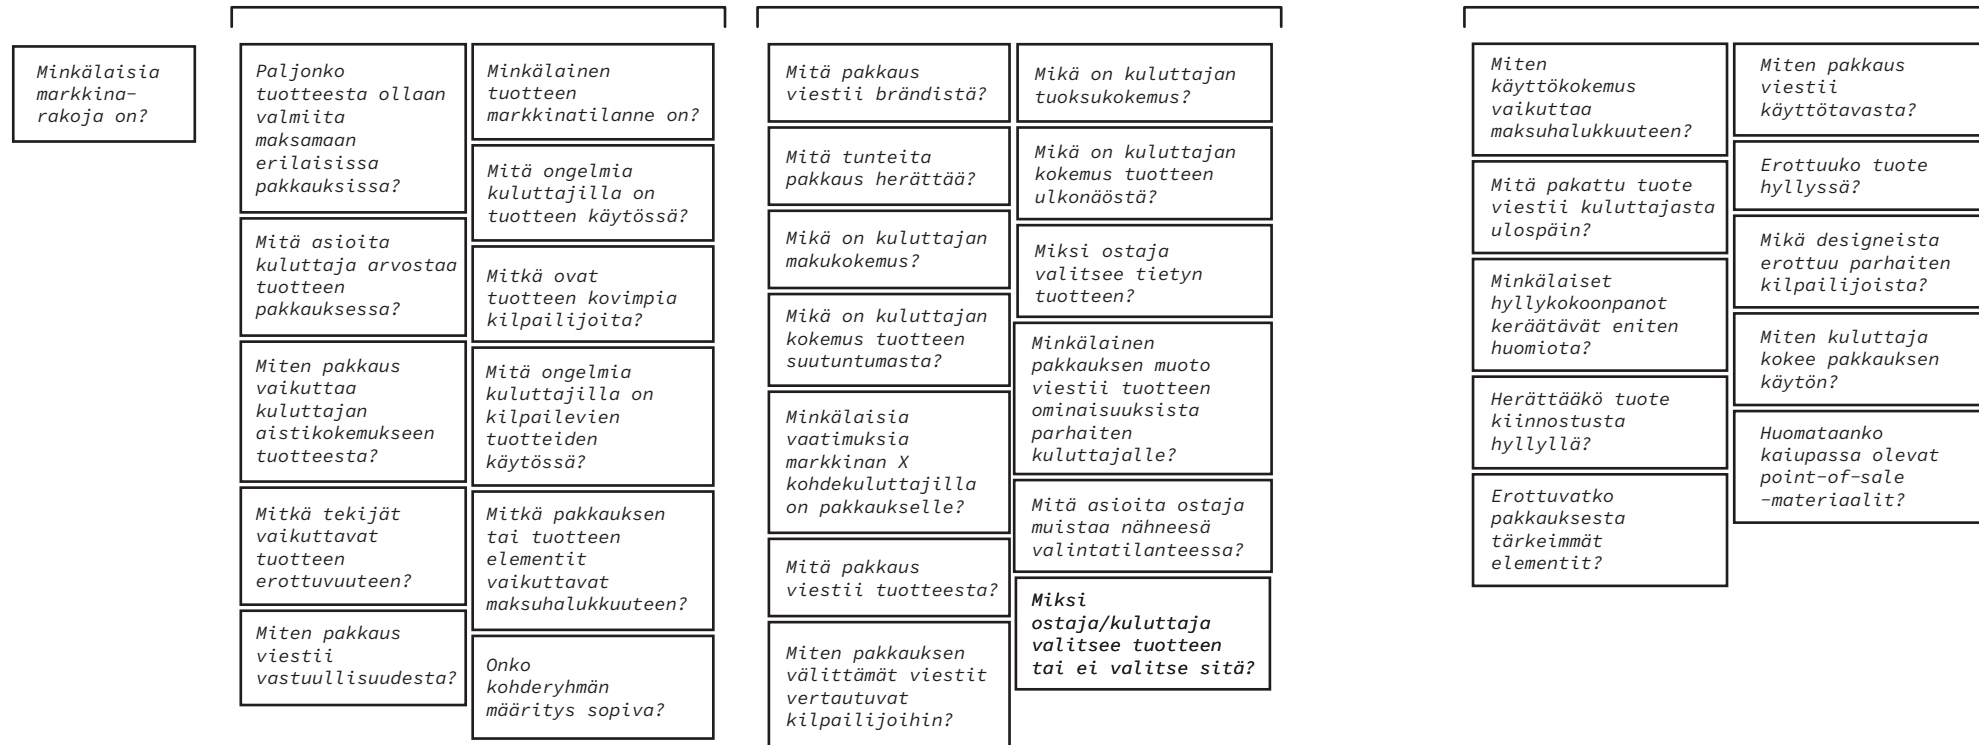 Minkälaisia
markkina-
rakoja on?
Paljonko
tuotteesta ollaan
valmiita
maksamaan
erilaisissa
pakkauksissa?
Mitä asioita
kuluttaja arvostaa
tuotteen
pakkauksessa?
Miten pakkaus
vaikuttaa
kuluttajan
aistikokemukseen
tuotteesta?
Mitkä tekijät
vaikuttavat
tuotteen
erottuvuuteen?
Miten pakkaus
viestii
vastuullisuudesta?
Minkälainen
tuotteen
markkinatilanne on?
Mitä ongelmia
kuluttajilla on
tuotteen käytössä?
Mitkä ovat
tuotteen kovimpia
kilpailijoita?
Mitä ongelmia
kuluttajilla on
kilpailevien
tuotteiden
käytössä?
Mitkä pakkauksen
tai tuotteen
elementit
vaikuttavat
maksuhalukkuuteen?
Onko
kohderyhmän
määritys sopiva?
Mitä pakkaus
viestii brändistä?
Mitä tunteita
pakkaus herättää?
Mikä on kuluttajan
makukokemus?
Mikä on kuluttajan
kokemus tuotteen
suutuntumasta?
Minkälaisia
vaatimuksia
markkinan X
kohdekuluttajilla
on pakkaukselle?
Mitä pakkaus
viestii tuotteesta?
Miten pakkauksen
välittämät viestit
vertautuvat
kilpailijoihin?
Mikä on kuluttajan
tuoksukokemus?
Mikä on kuluttajan
kokemus tuotteen
ulkonäöstä?
Miksi ostaja
valitsee tietyn
tuotteen?
Minkälainen
pakkauksen muoto
viestii tuotteen
ominaisuuksista
parhaiten
kuluttajalle?
Mitä asioita ostaja
muistaa nähneesä
valintatilanteessa?
Miksi
ostaja/kuluttaja
valitsee tuotteen
tai ei valitse sitä?
Miten
käyttökokemus
vaikuttaa
maksuhalukkuuteen?
Mitä pakattu tuote
viestii kuluttajasta
ulospäin?
Minkälaiset
hyllykokoonpanot
keräätävät eniten
huomiota?
Herättääkö tuote
kiinnostusta
hyllyllä?
Erottuvatko
pakkauksesta
tärkeimmät
elementit?
Miten pakkaus
viestii
käyttötavasta?
Erottuuko tuote
hyllyssä?
Mikä designeista
erottuu parhaiten
kilpailijoista?
Miten kuluttaja
kokee pakkauksen
käytön?
Huomataanko
kaiupassa olevat
point-of-sale
-materiaalit?